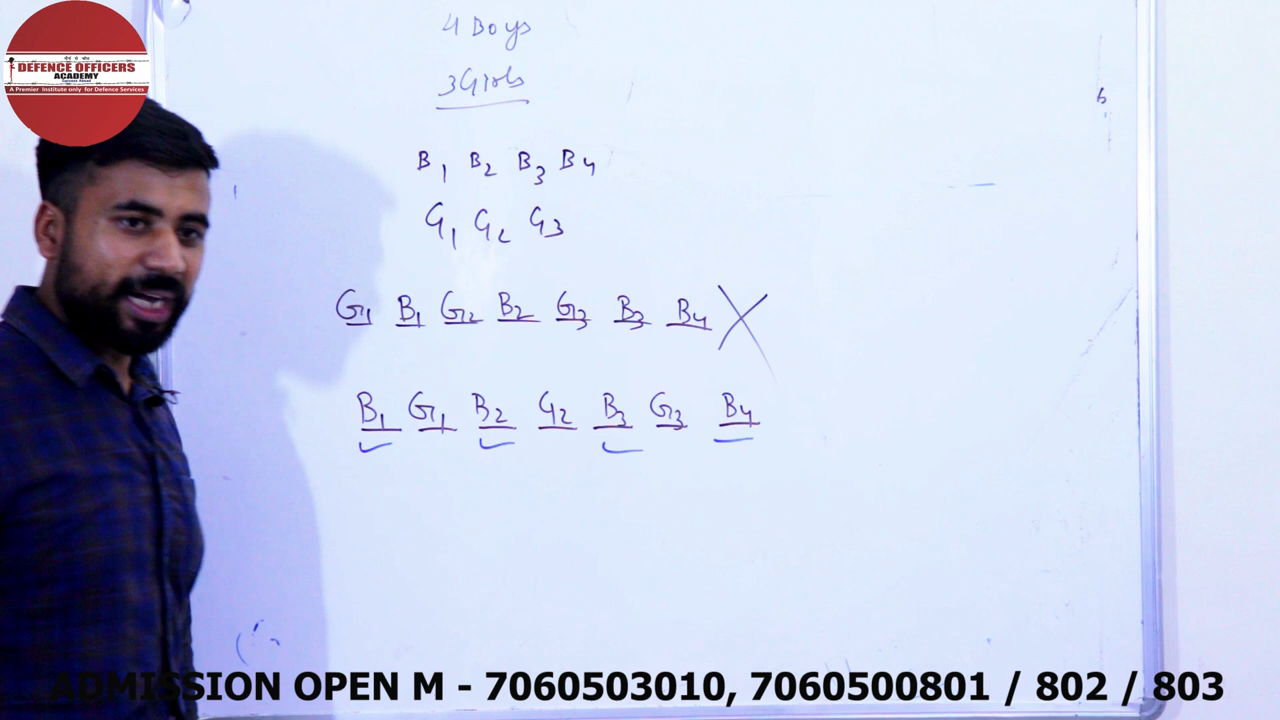 DEFENCE OFFICERS
ACADEMY
Success Ahead
A Premier Institute only for Defence Services
4 Boys
3 Girls
B1 B2 B3 B4
G1 G2 G3
G1 B1 G2 B2 G3 B3 B4
B1 G1 B2 G2 B3 G3 B4
ADMISSION OPEN M - 7060503010, 7060500801 / 802 / 803